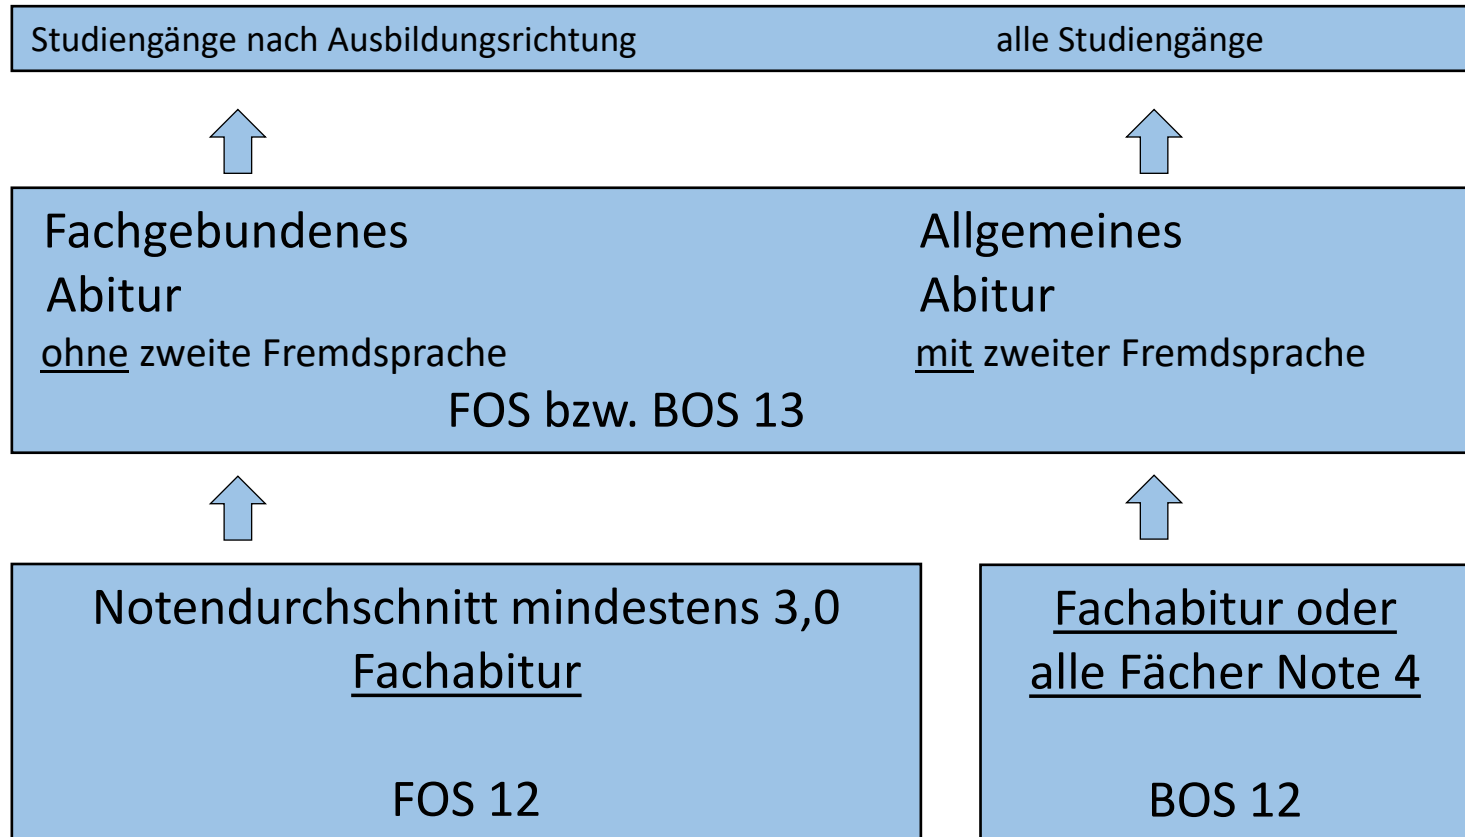 Studiengänge nach Ausbildungsrichtung
alle Studiengänge
Fachgebundenes
Abitur
ohne zweite Fremdsprache
Allgemeines
Abitur
mit zweiter Fremdsprache
FOS bzw. BOS 13
Notendurchschnitt mindestens 3,0
Fachabitur
FOS 12
Fachabitur oder
alle Fächer Note 4
BOS 12